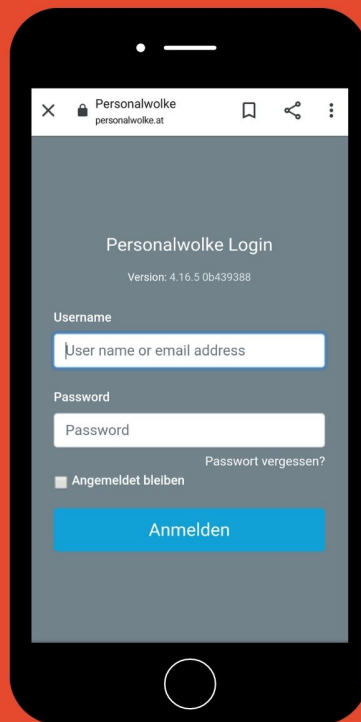 Personalwolke
personalwolke.at
Personalwolke Login
Version: 4.16.5 0b439388
Username
User name or email address
Password
Password
Passwort vergessen?
Angemeldet bleiben
Anmelden